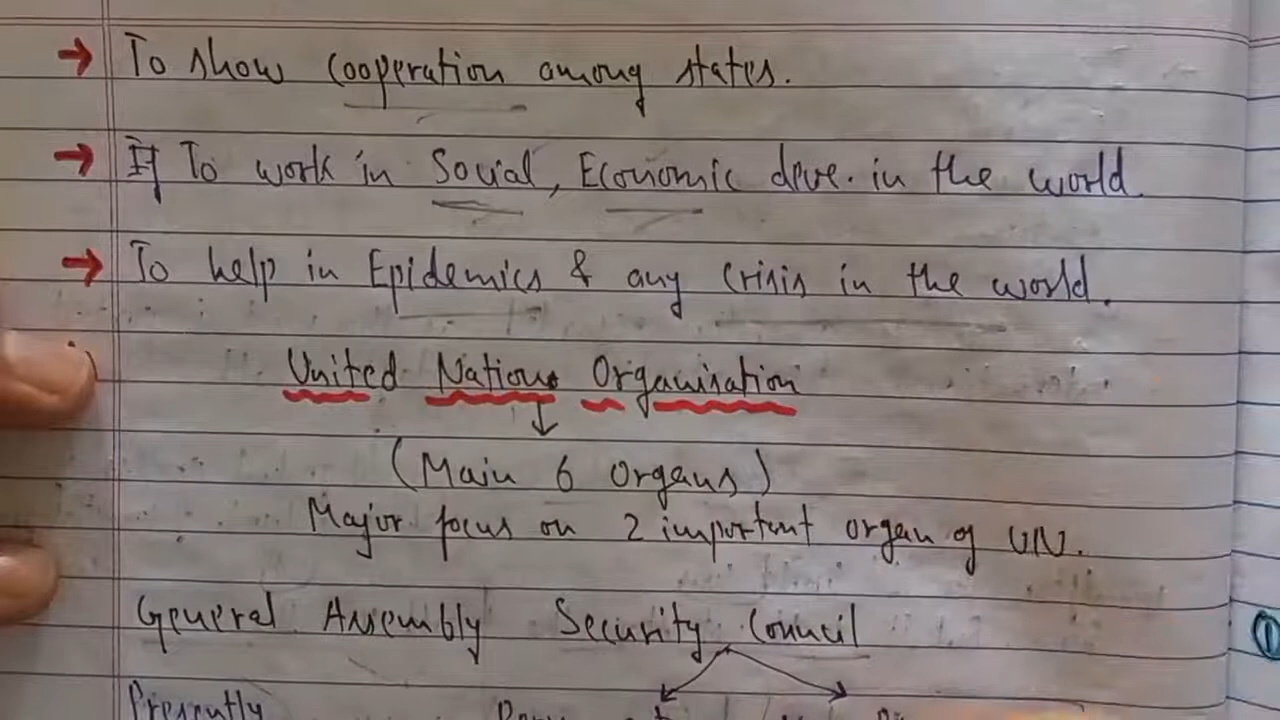 → To show cooperation among states.
→ If To work in Social, Economic deve. in the world
→ To help in Epidemics & any crisis in the world.
United Nations Organisation
(Main 6 Organs)
Major focus on 2 important organ of UN.
General Assembly Security Council
Presently